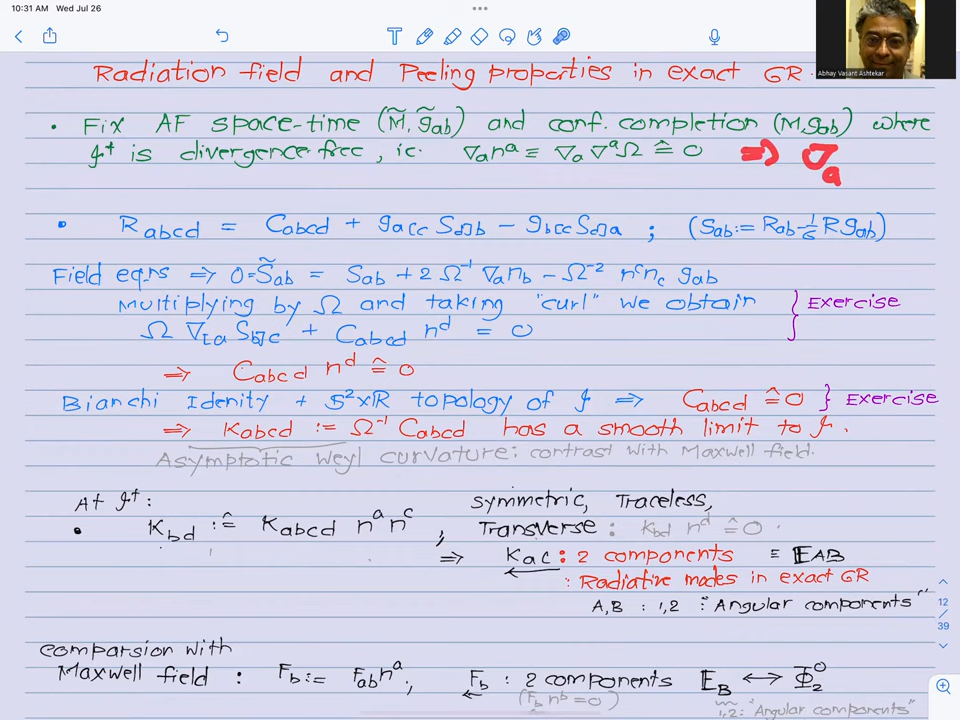 10:31 AM Wed Jul 26
Abhay Vasant Ashtekar
Radiation field and Peeling properties in exact GR.
• Fix AF space-time (M̃, g̃ab) and conf. completion (M, gab) where
ℐ⁺ is divergence free, i.e. ∇a nᵃ ≡ ∇a ∇ᵃ Ω ≙ 0 ⇒ ∇a
• Rabcd = Cabcd + ga[c Sd]b − gb[c Sd]a ; (Sab := Rab − 1/6 R gab)
Field eqns ⇒ 0 = S̃ab = Sab + 2 Ω⁻¹ ∇a nb − Ω⁻² nᶜnc gab
Multiplying by Ω and taking "curl" we obtain } Exercise
Ω ∇[a Sb]c + Cabcd nᵈ = 0
⇒ Cabcd nᵈ ≙ 0
Bianchi Idenity + S²xℝ topology of ℐ ⇒ Cabcd ≙ 0 } Exercise
⇒ Kabcd := Ω⁻¹ Cabcd has a smooth limit to ℐ.
Asymptotic Weyl curvature: contrast with Maxwell field.
At ℐ⁺:
• Kbd :≙ Kabcd nᵃ nᶜ , Symmetric, Traceless,
Transverse: Kbd nᵈ ≙ 0.
⇒ Kac : 2 components ≡ EAB
: Radiative modes in exact GR
A,B : 1,2 : "Angular components"
comparsion with
Maxwell field : Fb := Fab nᵃ; Fb : 2 components EB ↔ Φ₂⁰
(Fb nᵇ = 0)
1,2: "Angular components"
12
/
39